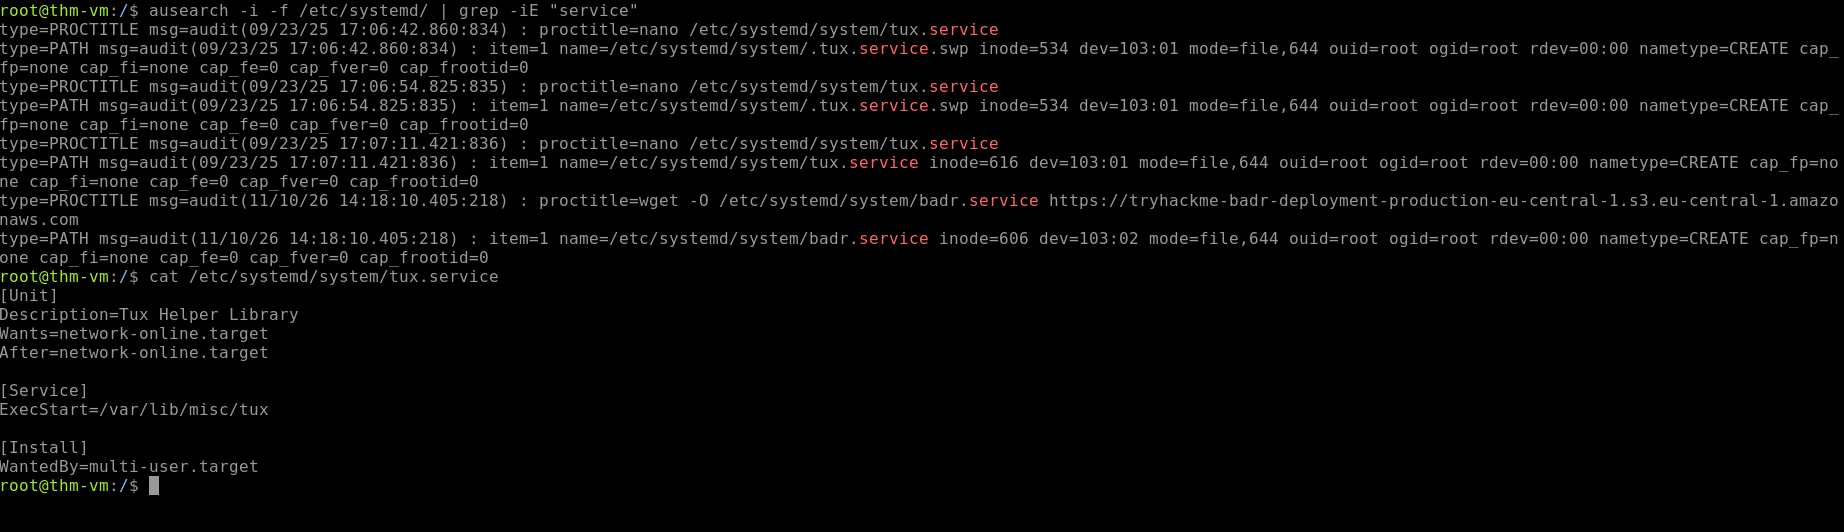 root@thm-vm:/$ ausearch -i -f /etc/systemd/ | grep -iE "service"
type=PROCTITLE msg=audit(09/23/25 17:06:42.860:834) : proctitle=nano /etc/systemd/system/tux.service
type=PATH msg=audit(09/23/25 17:06:42.860:834) : item=1 name=/etc/systemd/system/.tux.service.swp inode=534 dev=103:01 mode=file,644 ouid=root ogid=root rdev=00:00 nametype=CREATE cap_
fp=none cap_fi=none cap_fe=0 cap_fver=0 cap_frootid=0
type=PROCTITLE msg=audit(09/23/25 17:06:54.825:835) : proctitle=nano /etc/systemd/system/tux.service
type=PATH msg=audit(09/23/25 17:06:54.825:835) : item=1 name=/etc/systemd/system/.tux.service.swp inode=534 dev=103:01 mode=file,644 ouid=root ogid=root rdev=00:00 nametype=CREATE cap_
fp=none cap_fi=none cap_fe=0 cap_fver=0 cap_frootid=0
type=PROCTITLE msg=audit(09/23/25 17:07:11.421:836) : proctitle=nano /etc/systemd/system/tux.service
type=PATH msg=audit(09/23/25 17:07:11.421:836) : item=1 name=/etc/systemd/system/tux.service inode=616 dev=103:01 mode=file,644 ouid=root ogid=root rdev=00:00 nametype=CREATE cap_fp=no
ne cap_fi=none cap_fe=0 cap_fver=0 cap_frootid=0
type=PROCTITLE msg=audit(11/10/26 14:18:10.405:218) : proctitle=wget -O /etc/systemd/system/badr.service https://tryhackme-badr-deployment-production-eu-central-1.s3.eu-central-1.amazo
naws.com
type=PATH msg=audit(11/10/26 14:18:10.405:218) : item=1 name=/etc/systemd/system/badr.service inode=606 dev=103:02 mode=file,644 ouid=root ogid=root rdev=00:00 nametype=CREATE cap_fp=n
one cap_fi=none cap_fe=0 cap_fver=0 cap_frootid=0
root@thm-vm:/$ cat /etc/systemd/system/tux.service
[Unit]
Description=Tux Helper Library
Wants=network-online.target
After=network-online.target
[Service]
ExecStart=/var/lib/misc/tux
[Install]
WantedBy=multi-user.target
root@thm-vm:/$